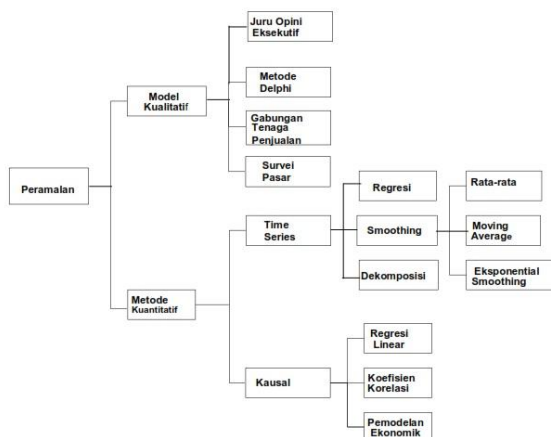 Peramalan
Model
Kualitatif
Juru Opini
Eksekutif
Metode
Delphi
Gabungan
Tenaga
Penjualan
Survei
Pasar
Metode
Kuantitatif
Time
Series
Regresi
Smoothing
Dekomposisi
Rata-rata
Moving
Average
Eksponential
Smoothing
Kausal
Regresi
Linear
Koefisien
Korelasi
Pemodelan
Ekonomik